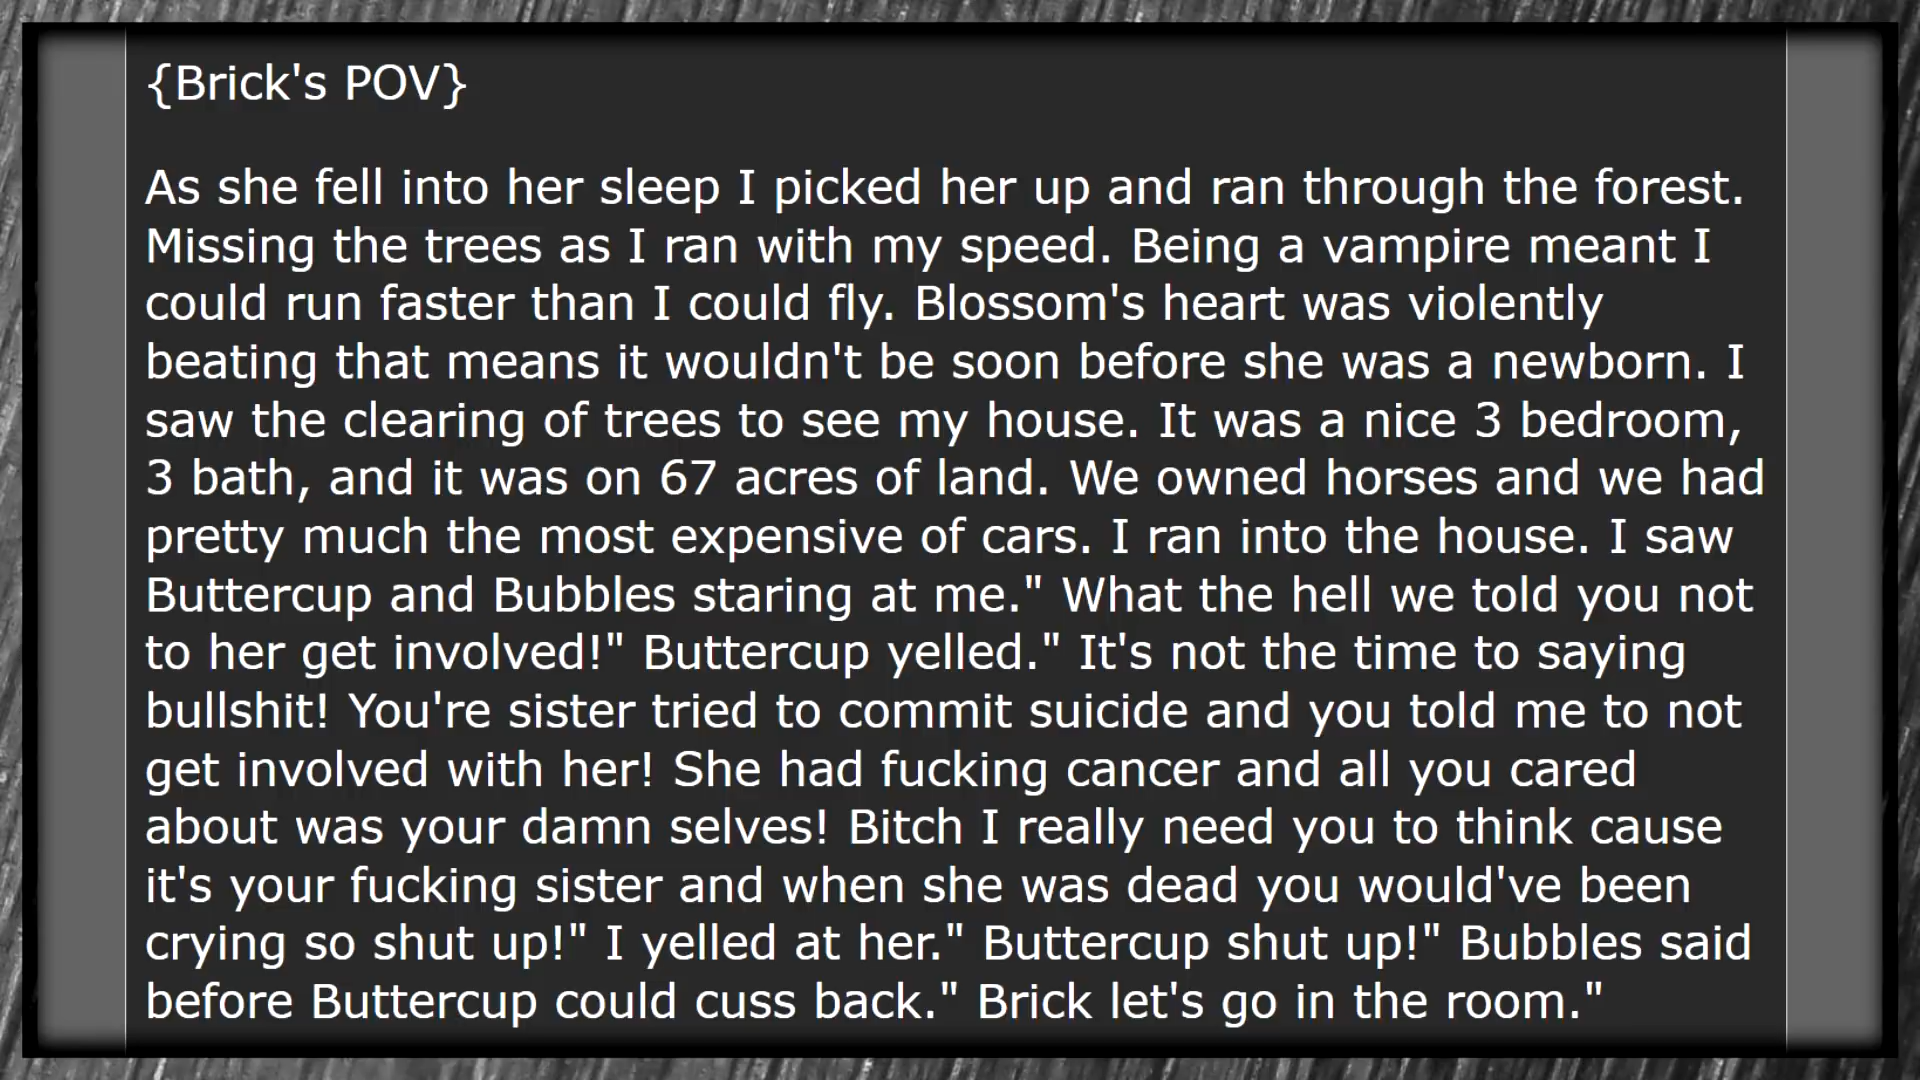 {Brick's POV}
As she fell into her sleep I picked her up and ran through the forest.
Missing the trees as I ran with my speed. Being a vampire meant I
could run faster than I could fly. Blossom's heart was violently
beating that means it wouldn't be soon before she was a newborn. I
saw the clearing of trees to see my house. It was a nice 3 bedroom,
3 bath, and it was on 67 acres of land. We owned horses and we had
pretty much the most expensive of cars. I ran into the house. I saw
Buttercup and Bubbles staring at me." What the hell we told you not
to her get involved!" Buttercup yelled." It's not the time to saying
bullshit! You're sister tried to commit suicide and you told me to not
get involved with her! She had fucking cancer and all you cared
about was your damn selves! Bitch I really need you to think cause
it's your fucking sister and when she was dead you would've been
crying so shut up!" I yelled at her." Buttercup shut up!" Bubbles said
before Buttercup could cuss back." Brick let's go in the room."